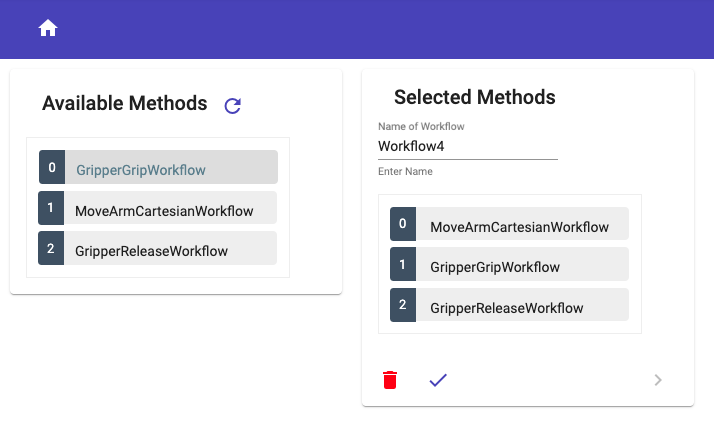 Available Methods
0 GripperGripWorkflow
1 MoveArmCartesianWorkflow
2 GripperReleaseWorkflow
Selected Methods
Name of Workflow
Workflow4
Enter Name
0 MoveArmCartesianWorkflow
1 GripperGripWorkflow
2 GripperReleaseWorkflow